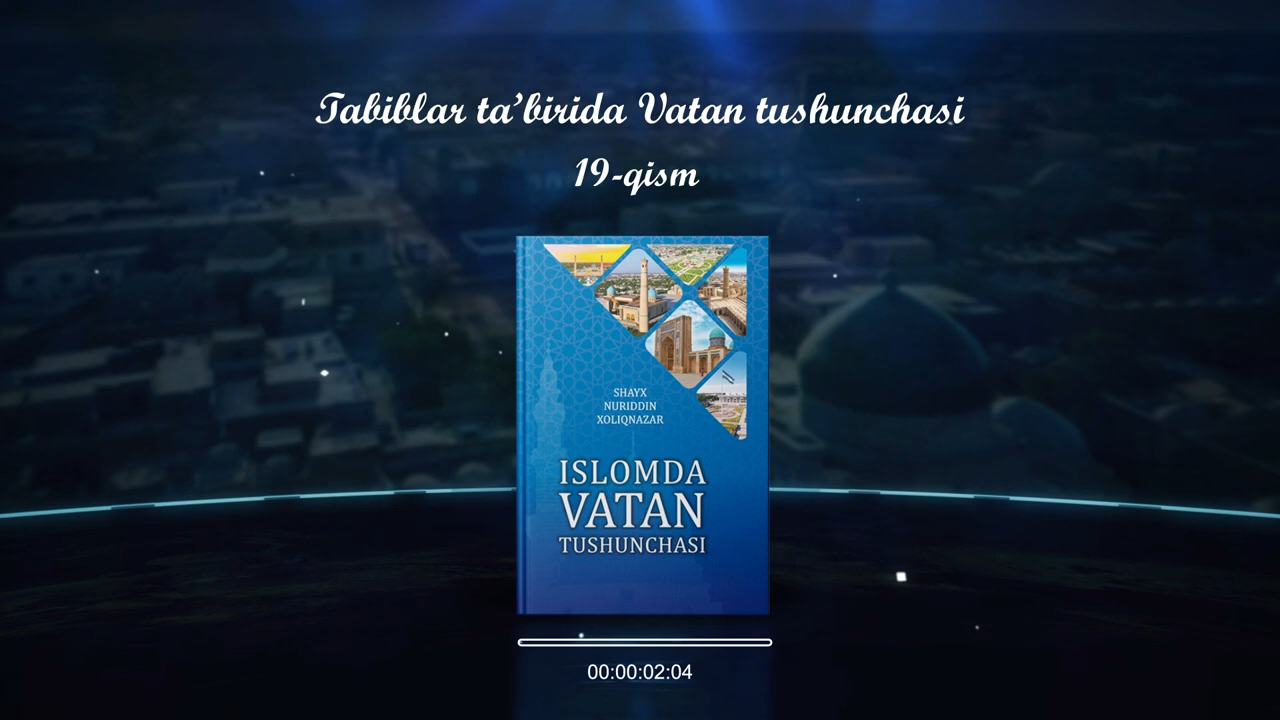 Tabiblar ta’birida Vatan tushunchasi
19-qism
SHAYX
NURIDDIN
XOLIQNAZAR
ISLOMDA
VATAN
TUSHUNCHASI
00:00:02:04